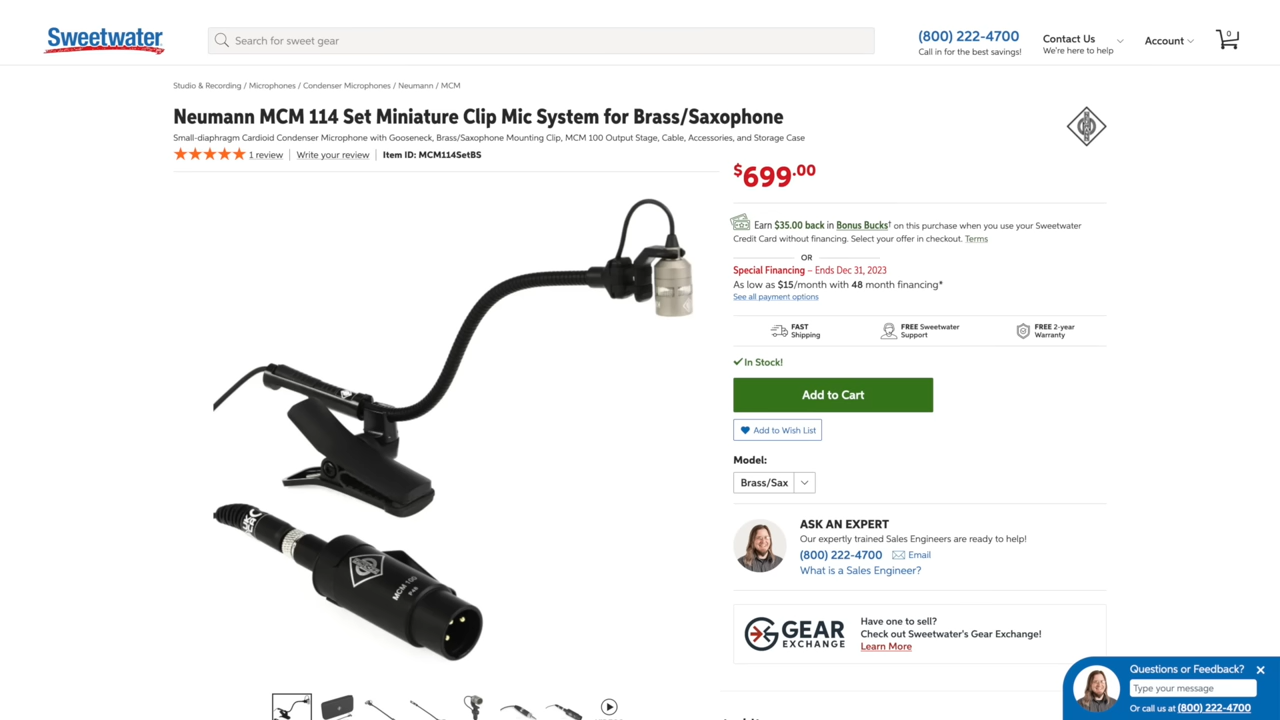 Sweetwater
Search for sweet gear
(800) 222-4700
Call in for the best savings!
Contact Us
We're here to help
Account
0
Studio & Recording / Microphones / Condenser Microphones / Neumann / MCM
Neumann MCM 114 Set Miniature Clip Mic System for Brass/Saxophone
Small-diaphragm Cardioid Condenser Microphone with Gooseneck, Brass/Saxophone Mounting Clip, MCM 100 Output Stage, Cable, Accessories, and Storage Case
1 review | Write your review | Item ID: MCM114SetBS
$699.00
Earn $35.00 back in Bonus Bucks† on this purchase when you use your Sweetwater
Credit Card without financing. Select your offer in checkout. Terms
OR
Special Financing – Ends Dec 31, 2023
As low as $15/month with 48 month financing*
See all payment options
FAST
Shipping
FREE Sweetwater
Support
FREE 2-year
Warranty
In Stock!
Add to Cart
Add to Wish List
Model:
Brass/Sax
ASK AN EXPERT
Our expertly trained Sales Engineers are ready to help!
(800) 222-4700 Email
What is a Sales Engineer?
GEAR
EXCHANGE
Have one to sell?
Check out Sweetwater's Gear Exchange!
Learn More
MCM 100
P48
Questions or Feedback?
Type your message
Or call us at (800) 222-4700